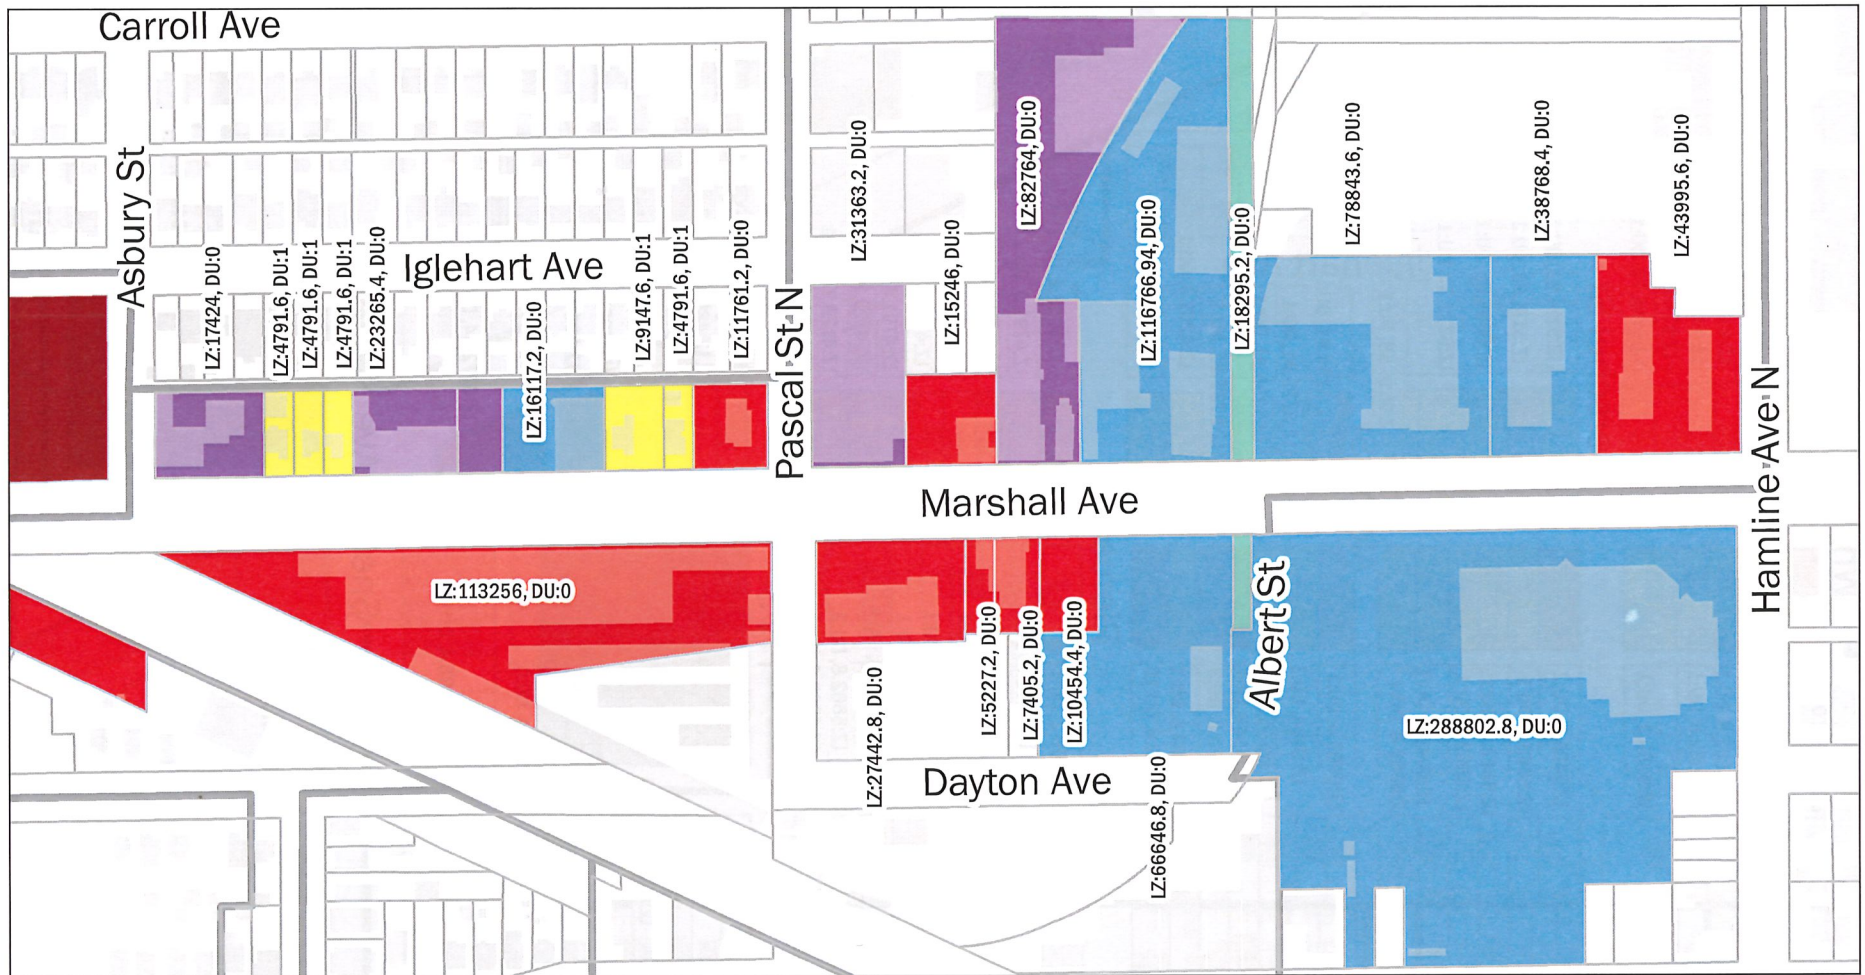 Carroll Ave
Asbury St
Iglehart Ave
Pascal St N
LZ:17424, DU:0
LZ:4791.6, DU:1
LZ:4791.6, DU:1
LZ:4791.6, DU:1
LZ:23265.4, DU:0
LZ:16117.2, DU:0
LZ:9147.6, DU:1
LZ:4791.6, DU:1
LZ:11761.2, DU:0
LZ:31363.2, DU:0
LZ:15246, DU:0
LZ:82764, DU:0
LZ:116766.94, DU:0
LZ:18295.2, DU:0
LZ:78843.6, DU:0
LZ:38768.4, DU:0
LZ:43995.6, DU:0
Hamline Ave N
Marshall Ave
LZ:113256, DU:0
LZ:27442.8, DU:0
LZ:5227.2, DU:0
LZ:7405.2, DU:0
LZ:10454.4, DU:0
LZ:66646.8, DU:0
Albert St
LZ:288802.8, DU:0
Dayton Ave